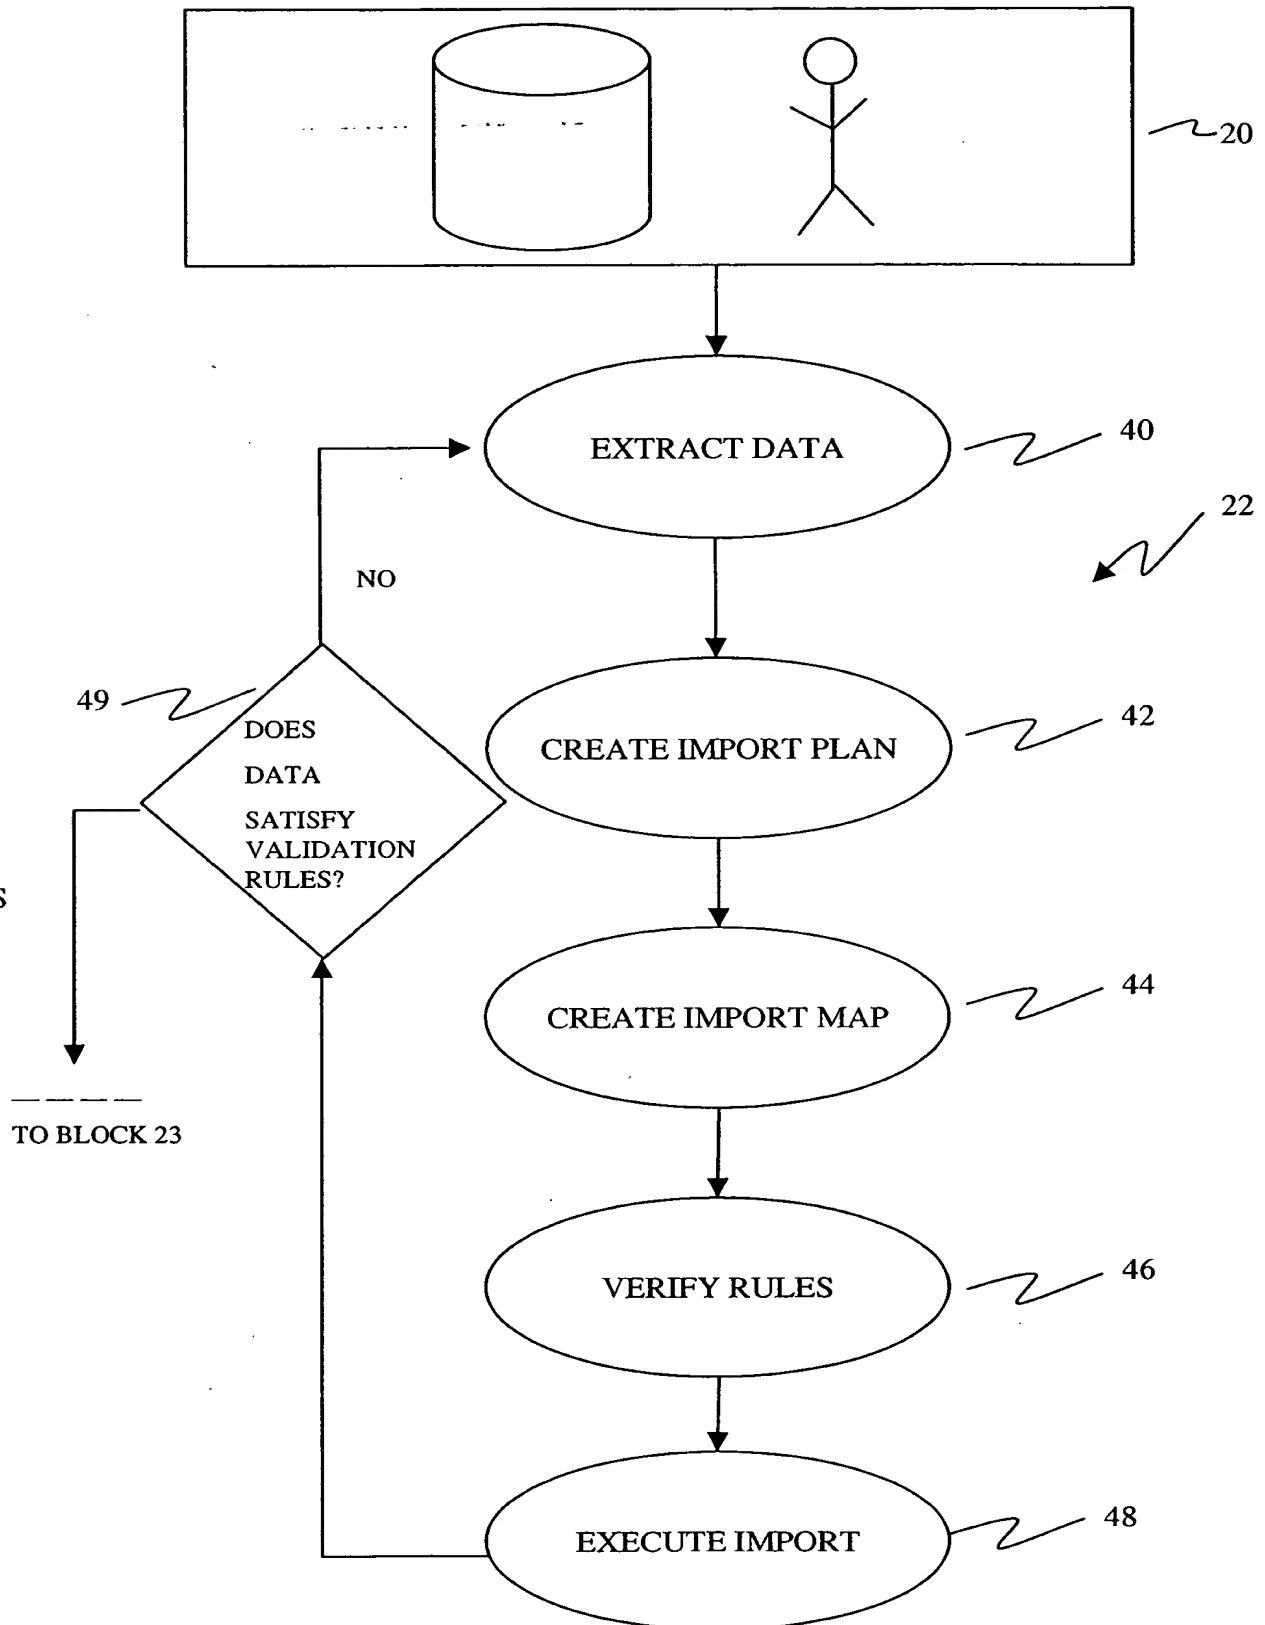 20
EXTRACT DATA
40
22
NO
49
DOES
DATA
SATISFY
VALIDATION
RULES?
CREATE IMPORT PLAN
42
S
CREATE IMPORT MAP
44
TO BLOCK 23
VERIFY RULES
46
EXECUTE IMPORT
48